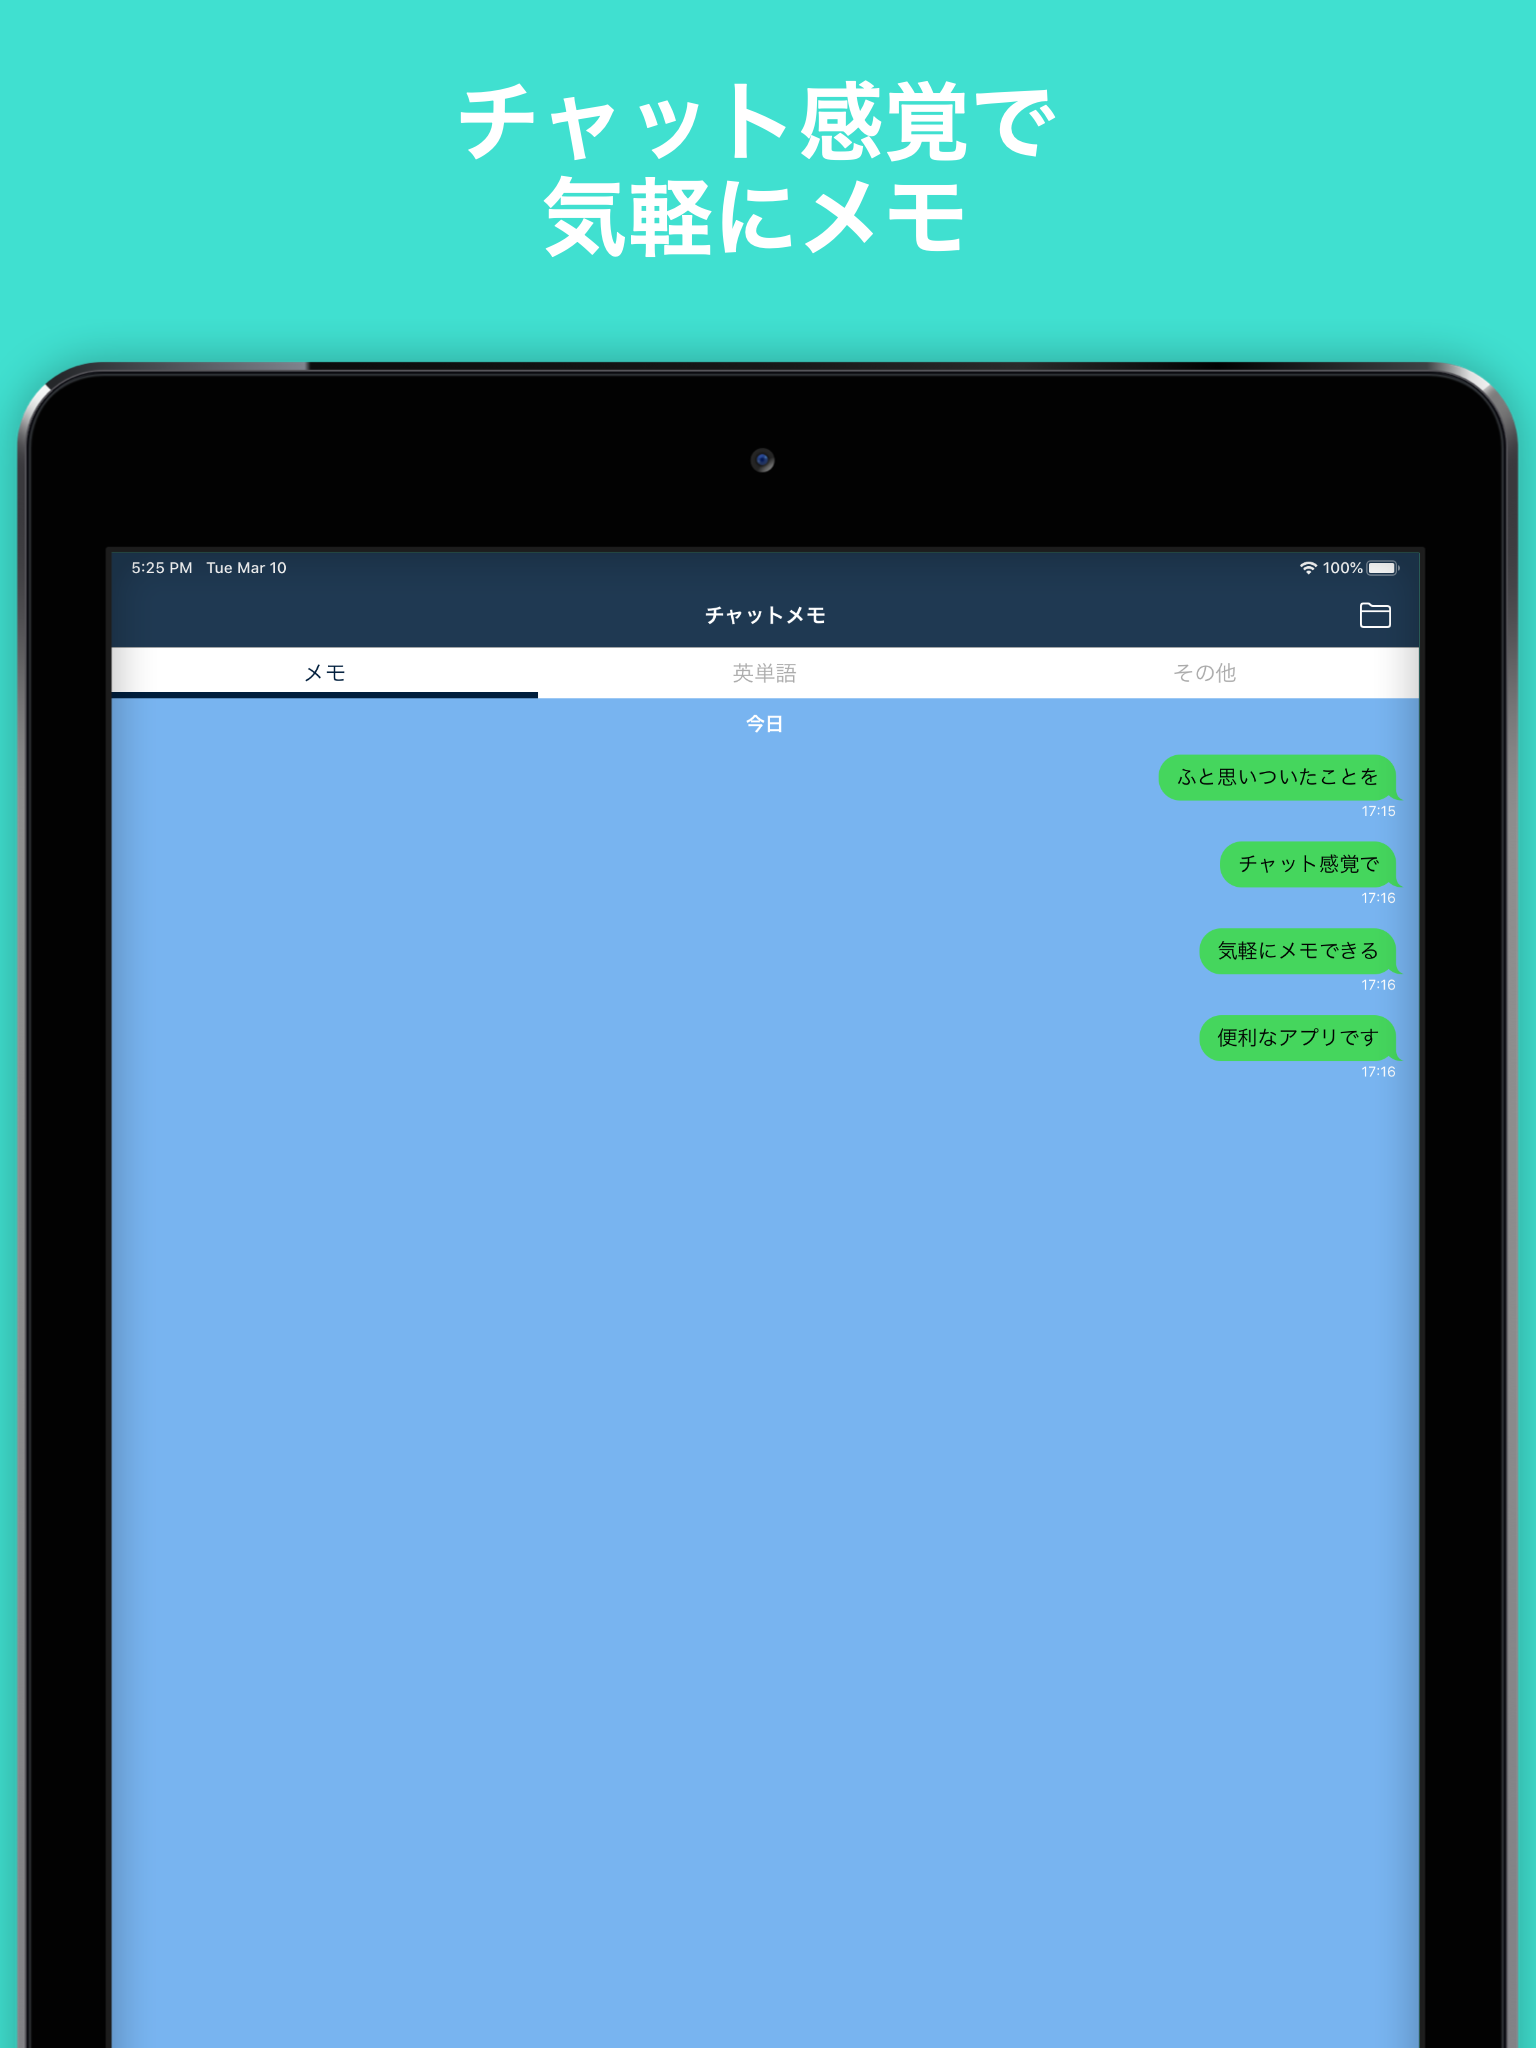 チャット感覚で
気軽にメモ
5:25 PM Tue Mar 10 100%
チャットメモ
メモ 英単語 その他
今日
ふと思いついたことを
17:15
チャット感覚で
17:16
気軽にメモできる
17:16
便利なアプリです
17:16